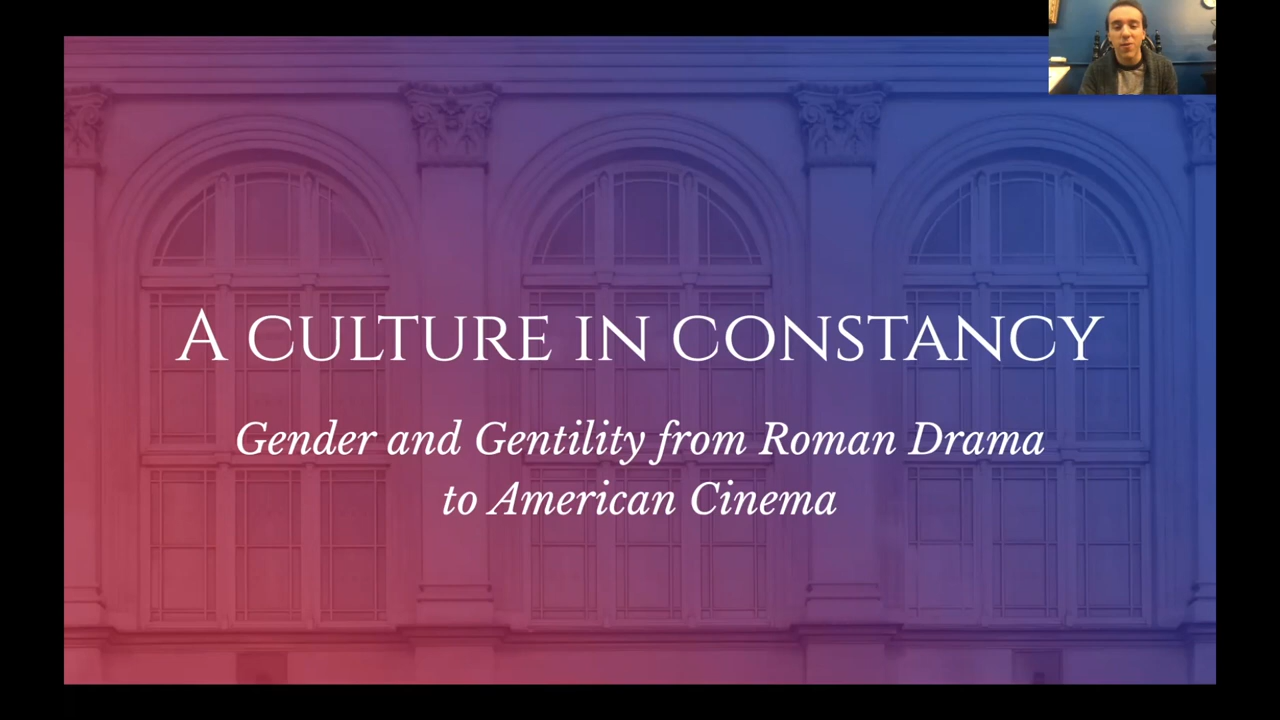 A CULTURE IN CONSTANCY
Gender and Gentility from Roman Drama
to American Cinema